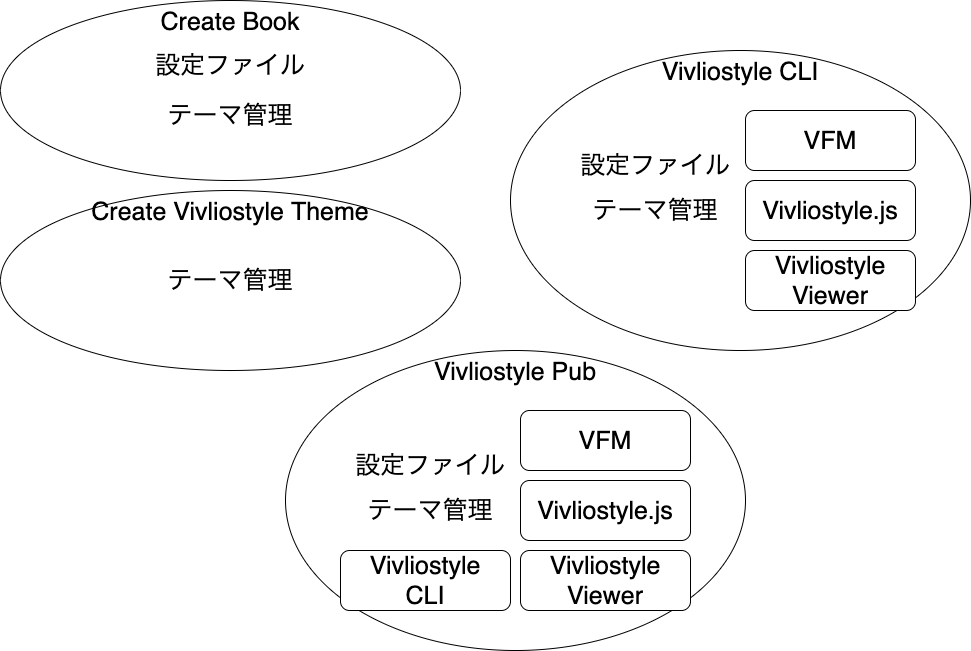 Create Book
設定ファイル
テーマ管理
Create Vivliostyle Theme
テーマ管理
Vivliostyle CLI
設定ファイル
テーマ管理
VFM
Vivliostyle.js
Vivliostyle
Viewer
Vivliostyle Pub
設定ファイル
テーマ管理
VFM
Vivliostyle.js
Vivliostyle
CLI
Vivliostyle
Viewer